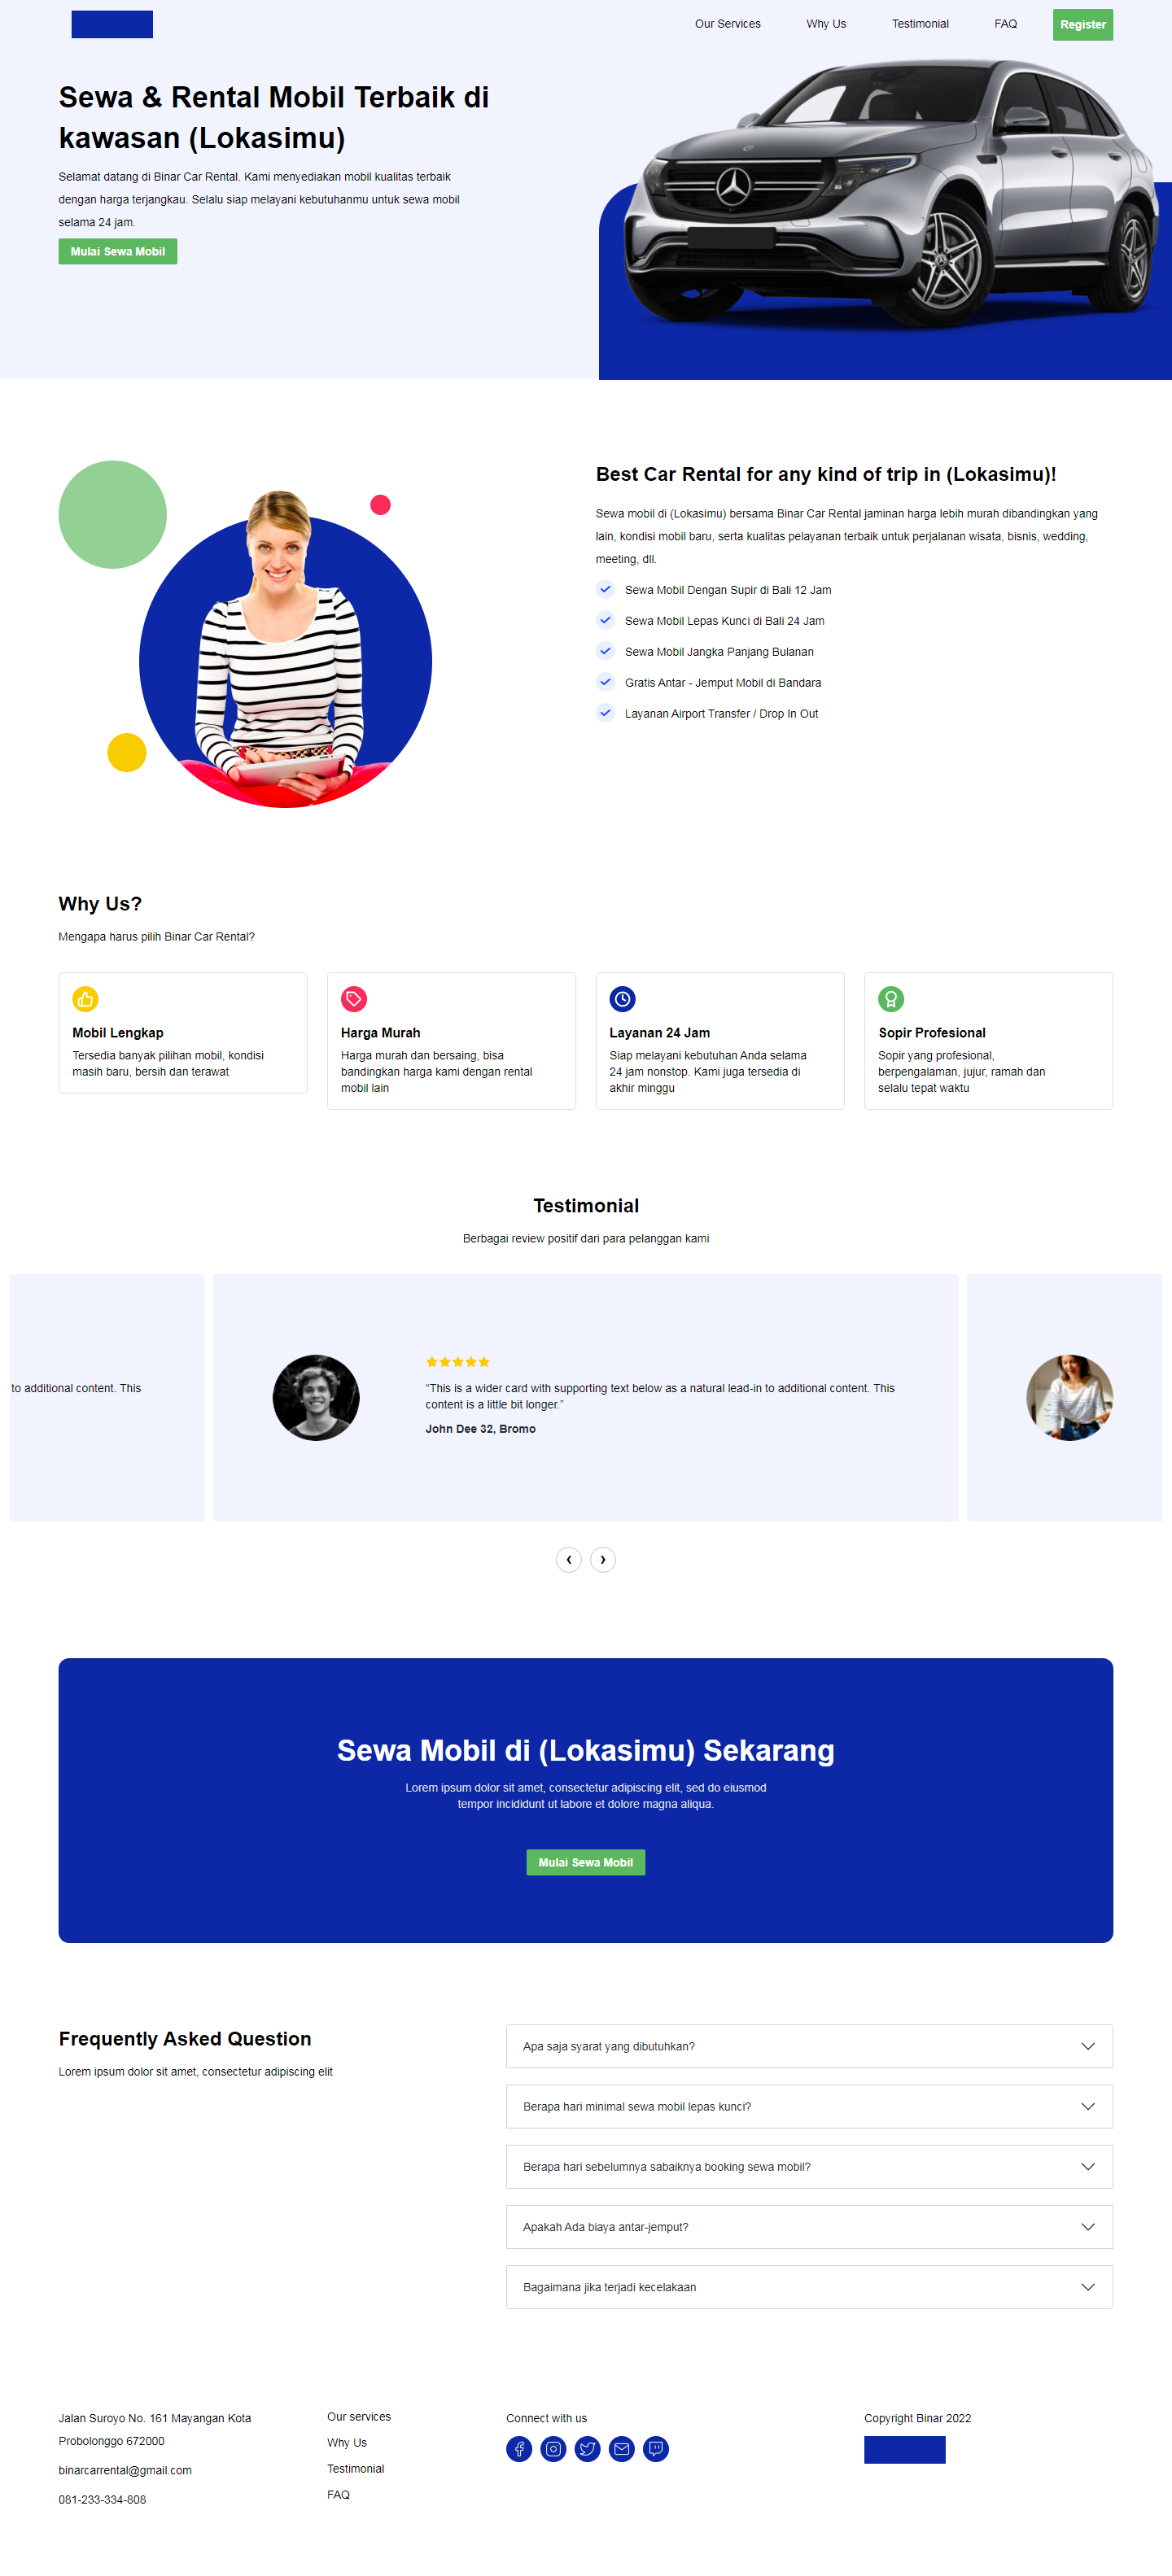 Our Services
Why Us
Testimonial
FAQ
Register
Sewa & Rental Mobil Terbaik di
kawasan (Lokasimu)
Selamat datang di Binar Car Rental. Kami menyediakan mobil kualitas terbaik
dengan harga terjangkau. Selalu siap melayani kebutuhanmu untuk sewa mobil
selama 24 jam.
Mulai Sewa Mobil
Best Car Rental for any kind of trip in (Lokasimu)!
Sewa mobil di (Lokasimu) bersama Binar Car Rental jaminan harga lebih murah dibandingkan yang
lain, kondisi mobil baru, serta kualitas pelayanan terbaik untuk perjalanan wisata, bisnis, wedding,
meeting, dll.
Sewa Mobil Dengan Supir di Bali 12 Jam
Sewa Mobil Lepas Kunci di Bali 24 Jam
Sewa Mobil Jangka Panjang Bulanan
Gratis Antar - Jemput Mobil di Bandara
Layanan Airport Transfer / Drop In Out
Why Us?
Mengapa harus pilih Binar Car Rental?
Mobil Lengkap
Tersedia banyak pilihan mobil, kondisi
masih baru, bersih dan terawat
Harga Murah
Harga murah dan bersaing, bisa
bandingkan harga kami dengan rental
mobil lain
Layanan 24 Jam
Siap melayani kebutuhan Anda selama
24 jam nonstop. Kami juga tersedia di
akhir minggu
Sopir Profesional
Sopir yang profesional,
berpengalaman, jujur, ramah dan
selalu tepat waktu
Testimonial
Berbagai review positif dari para pelanggan kami
to additional content. This
“This is a wider card with supporting text below as a natural lead-in to additional content. This
content is a little bit longer.”
John Dee 32, Bromo
Sewa Mobil di (Lokasimu) Sekarang
Lorem ipsum dolor sit amet, consectetur adipiscing elit, sed do eiusmod
tempor incididunt ut labore et dolore magna aliqua.
Mulai Sewa Mobil
Frequently Asked Question
Lorem ipsum dolor sit amet, consectetur adipiscing elit
Apa saja syarat yang dibutuhkan?
Berapa hari minimal sewa mobil lepas kunci?
Berapa hari sebelumnya sabaiknya booking sewa mobil?
Apakah Ada biaya antar-jemput?
Bagaimana jika terjadi kecelakaan
Jalan Suroyo No. 161 Mayangan Kota
Probolonggo 672000
binarcarrental@gmail.com
081-233-334-808
Our services
Why Us
Testimonial
FAQ
Connect with us
Copyright Binar 2022